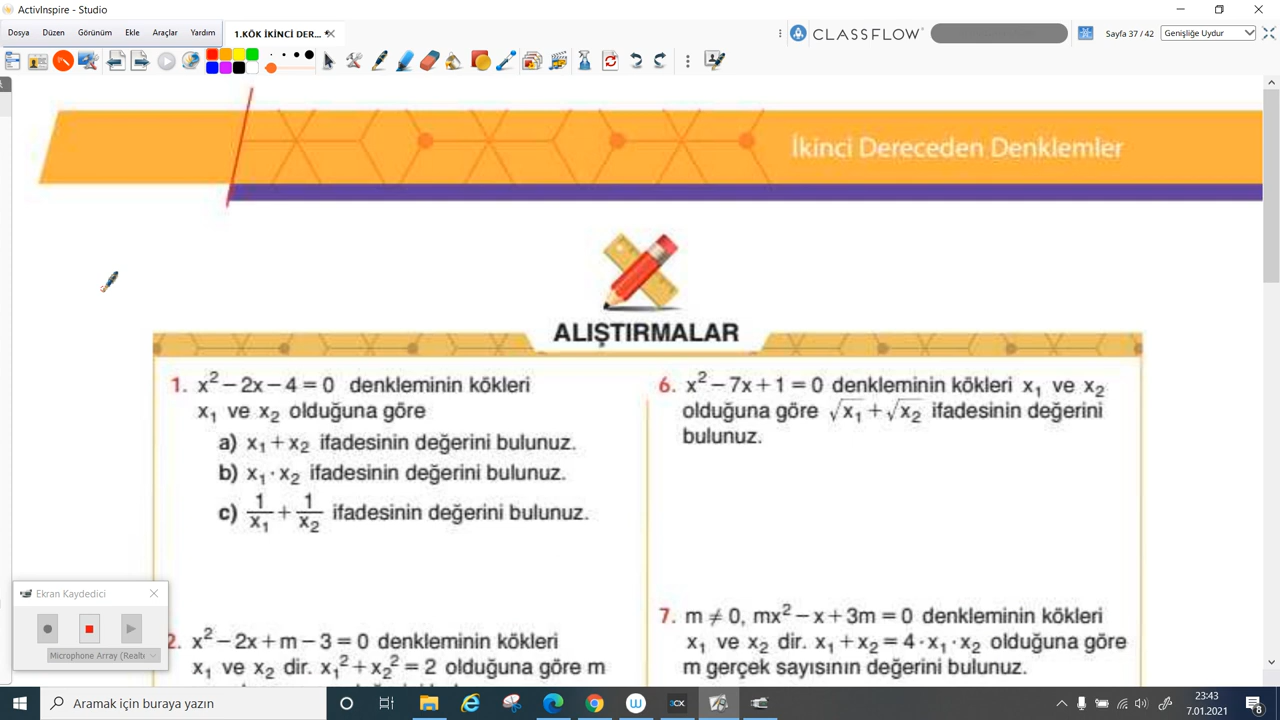 ActivInspire - Studio
Dosya Düzen Görünüm Ekle Araçlar Yardım
1.KÖK İKİNCİ DER...
CLASSFLOW
Sayfa 37 / 42
Genişliğe Uydur
İkinci Dereceden Denklemler
ALIŞTIRMALAR
1. x² − 2x − 4 = 0 denkleminin kökleri
x₁ ve x₂ olduğuna göre
a) x₁ + x₂ ifadesinin değerini bulunuz.
b) x₁ · x₂ ifadesinin değerini bulunuz.
c) 1/x₁ + 1/x₂ ifadesinin değerini bulunuz.
2. x² − 2x + m − 3 = 0 denkleminin kökleri
x₁ ve x₂ dir. x₁² + x₂² = 2 olduğuna göre m
6. x² − 7x + 1 = 0 denkleminin kökleri x₁ ve x₂
olduğuna göre √x₁ + √x₂ ifadesinin değerini
bulunuz.
7. m ≠ 0, mx² − x + 3m = 0 denkleminin kökleri
x₁ ve x₂ dir. x₁ + x₂ = 4 · x₁ · x₂ olduğuna göre
m gerçek sayısının değerini bulunuz.
Ekran Kaydedici
Microphone Array (Realt
Aramak için buraya yazın
W
3CX
23:43
7.01.2021
8